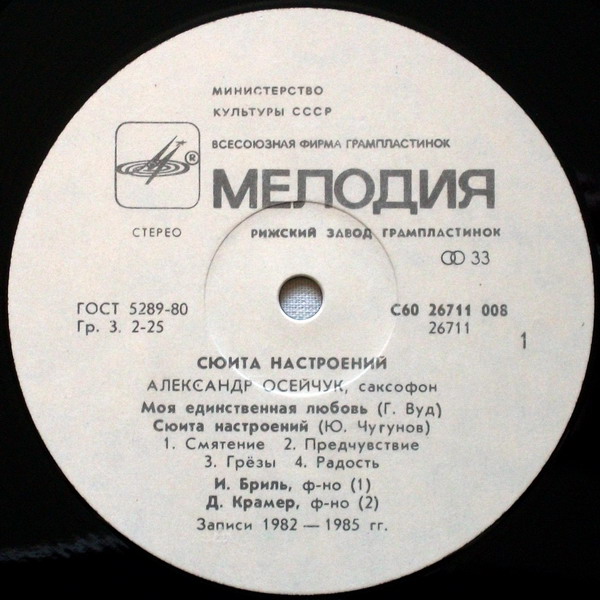 МИНИСТЕРСТВО
КУЛЬТУРЫ СССР
ВСЕСОЮЗНАЯ ФИРМА ГРАМПЛАСТИНОК
®
МЕЛОДИЯ
СТЕРЕО
РИЖСКИЙ ЗАВОД ГРАМПЛАСТИНОК
33
ГОСТ 5289-80
Гр. 3. 2-25
С60 26711 008
26711
1
СЮИТА НАСТРОЕНИЙ
АЛЕКСАНДР ОСЕЙЧУК, саксофон
Моя единственная любовь (Г. Вуд)
Сюита настроений (Ю. Чугунов)
1. Смятение 2. Предчувствие
3. Грёзы 4. Радость
И. Бриль, ф-но (1)
Д. Крамер, ф-но (2)
Записи 1982 — 1985 гг.